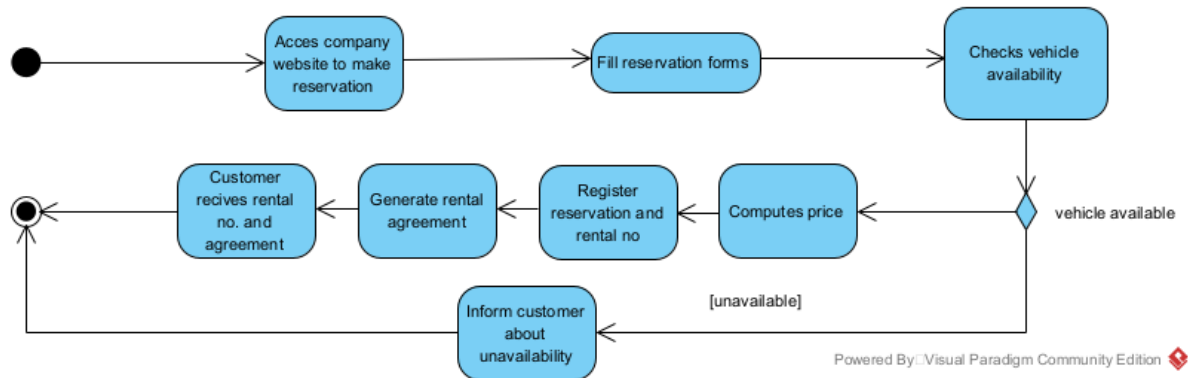 Acces company
website to make
reservation
Fill reservation forms
Checks vehicle
availability
Customer
recives rental
no. and
agreement
Generate rental
agreement
Register
reservation and
rental no
Computes price
vehicle available
Inform customer
about
unavailability
[unavailable]
Powered By Visual Paradigm Community Edition